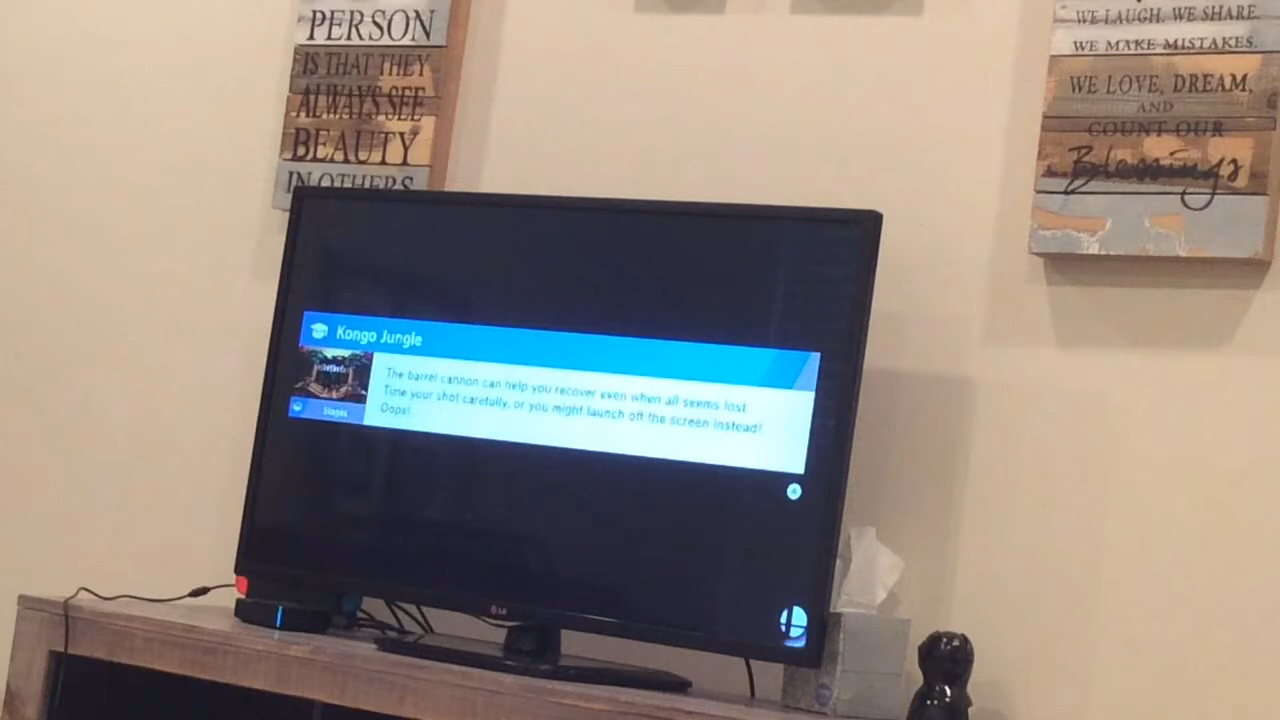 PERSON
IS THAT THEY
ALWAYS SEE
BEAUTY
IN OTHERS
WE LAUGH. WE SHARE.
WE MAKE MISTAKES.
WE LOVE, DREAM,
AND
COUNT OUR
Blessings
Kongo Jungle
The barrel cannon can help you recover even when all seems lost
Time your shot carefully, or you might launch off the screen instead!
Oops!
Stages
A
LG